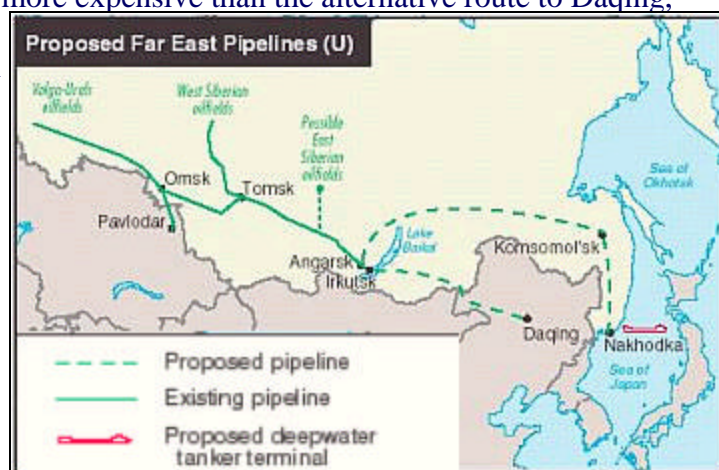 more expensive than the alternative route to Daqing,
Proposed Far East Pipelines (U)
Volga-Urals
oilfields
West Siberian
oilfields
Possible
East
Siberian
oilfields
Omsk
Tomsk
Pavlodar
Angarsk
Irkutsk
Lake
Baikal
Komsomol'sk
Sea of
Okhotsk
Daqing
Nakhodka
Sea of
Japan
Proposed pipeline
Existing pipeline
Proposed deepwater
tanker terminal